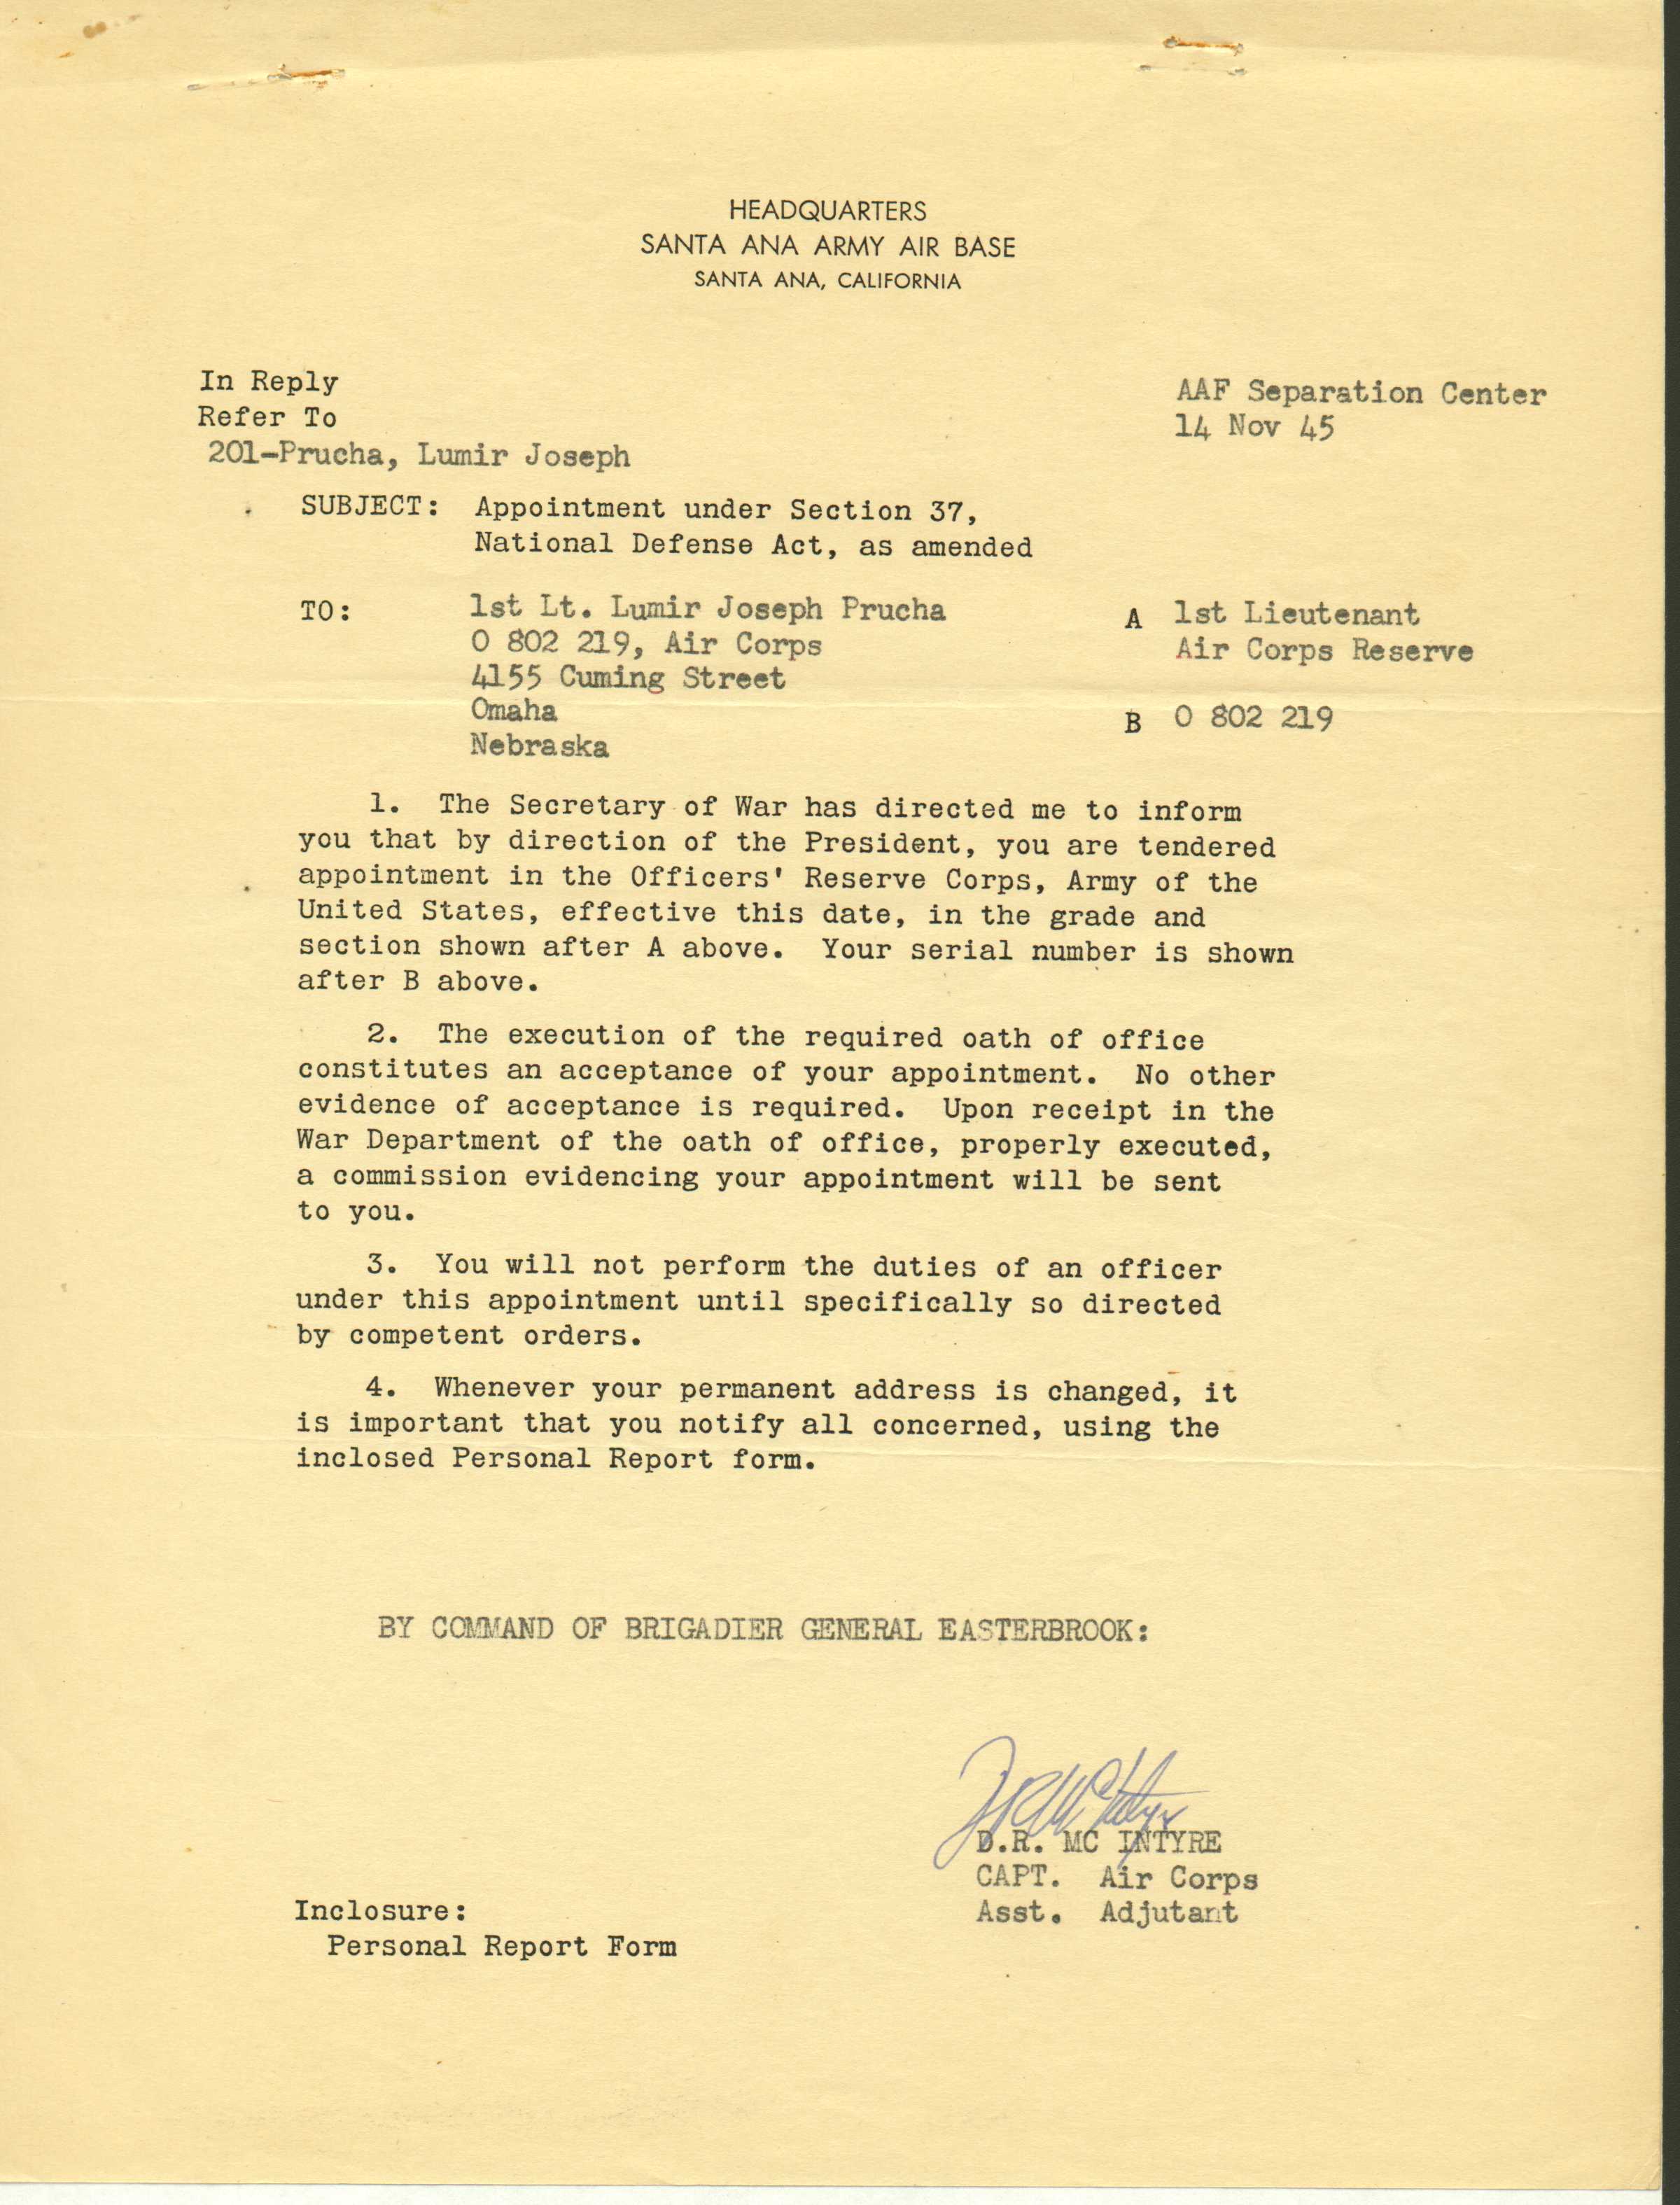 HEADQUARTERS
SANTA ANA ARMY AIR BASE
SANTA ANA, CALIFORNIA
In Reply
Refer To
201-Prucha, Lumir Joseph
AAF Separation Center
14 Nov 45
SUBJECT: Appointment under Section 37,
National Defense Act, as amended
TO: 1st Lt. Lumir Joseph Prucha
O 802 219, Air Corps
4155 Cuming Street
Omaha
Nebraska
A 1st Lieutenant
Air Corps Reserve
B O 802 219
1. The Secretary of War has directed me to inform
you that by direction of the President, you are tendered
appointment in the Officers' Reserve Corps, Army of the
United States, effective this date, in the grade and
section shown after A above. Your serial number is shown
after B above.
2. The execution of the required oath of office
constitutes an acceptance of your appointment. No other
evidence of acceptance is required. Upon receipt in the
War Department of the oath of office, properly executed,
a commission evidencing your appointment will be sent
to you.
3. You will not perform the duties of an officer
under this appointment until specifically so directed
by competent orders.
4. Whenever your permanent address is changed, it
is important that you notify all concerned, using the
inclosed Personal Report form.
BY COMMAND OF BRIGADIER GENERAL EASTERBROOK:
D.R. MC INTYRE
CAPT. Air Corps
Asst. Adjutant
Inclosure:
Personal Report Form